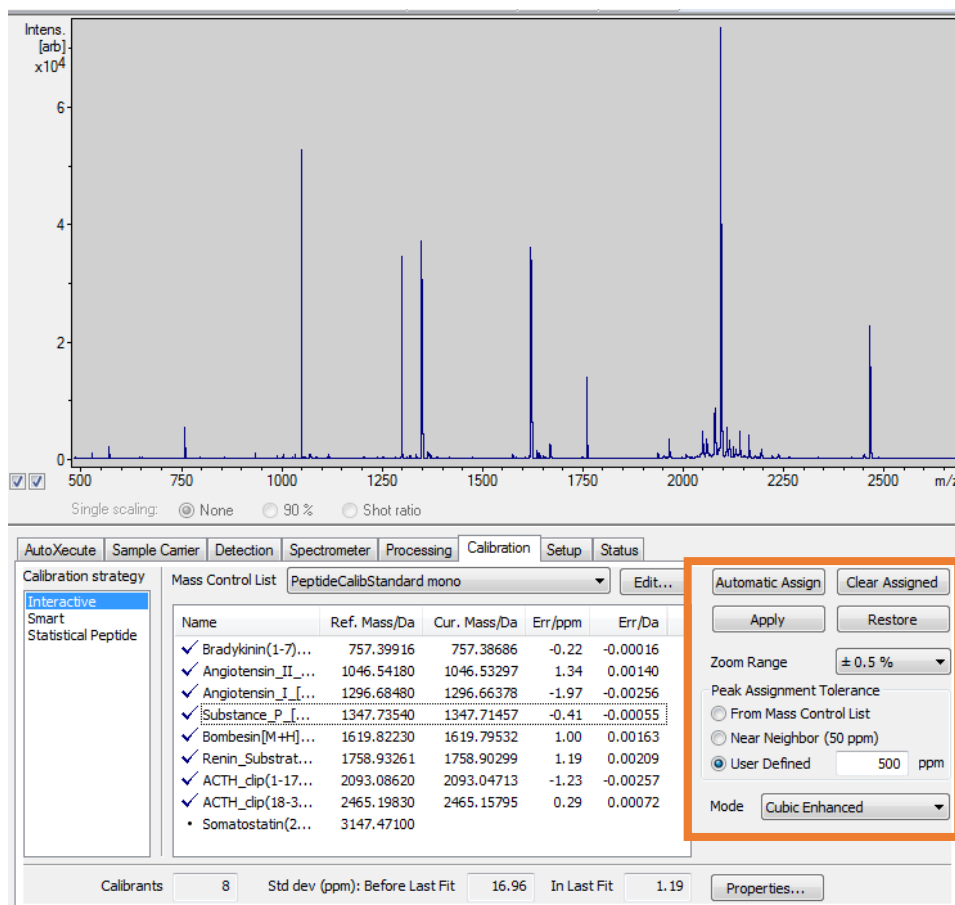 Intens.
[arb]
x10⁴
6
4
2
0
500 750 1000 1250 1500 1750 2000 2250 2500 m/z
Single scaling: None 90 % Shot ratio
AutoXecute Sample Carrier Detection Spectrometer Processing Calibration Setup Status
Calibration strategy
Interactive
Smart
Statistical Peptide
Mass Control List PeptideCalibStandard mono Edit...
Name Ref. Mass/Da Cur. Mass/Da Err/ppm Err/Da
Bradykinin(1-7)... 757.39916 757.38686 -0.22 -0.00016
Angiotensin_II_... 1046.54180 1046.53297 1.34 0.00140
Angiotensin_I_[... 1296.68480 1296.66378 -1.97 -0.00256
Substance_P_[... 1347.73540 1347.71457 -0.41 -0.00055
Bombesin[M+H]... 1619.82230 1619.79532 1.00 0.00163
Renin_Substrat... 1758.93261 1758.90299 1.19 0.00209
ACTH_clip(1-17... 2093.08620 2093.04713 -1.23 -0.00257
ACTH_clip(18-3... 2465.19830 2465.15795 0.29 0.00072
Somatostatin(2... 3147.47100
Automatic Assign Clear Assigned
Apply Restore
Zoom Range ± 0.5 %
Peak Assignment Tolerance
From Mass Control List
Near Neighbor (50 ppm)
User Defined 500 ppm
Mode Cubic Enhanced
Calibrants 8 Std dev (ppm): Before Last Fit 16.96 In Last Fit 1.19 Properties...